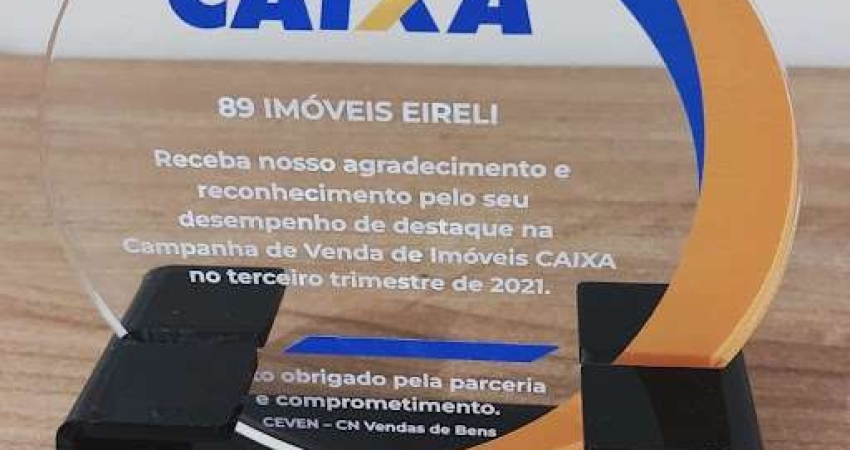 CAIXA
89 IMÓVEIS EIRELI
Receba nosso agradecimento e
reconhecimento pelo seu
desempenho de destaque na
Campanha de Venda de Imóveis CAIXA
no terceiro trimestre de 2021.
obrigado pela parceria
e comprometimento.
CEVEN – CN Vendas de Bens